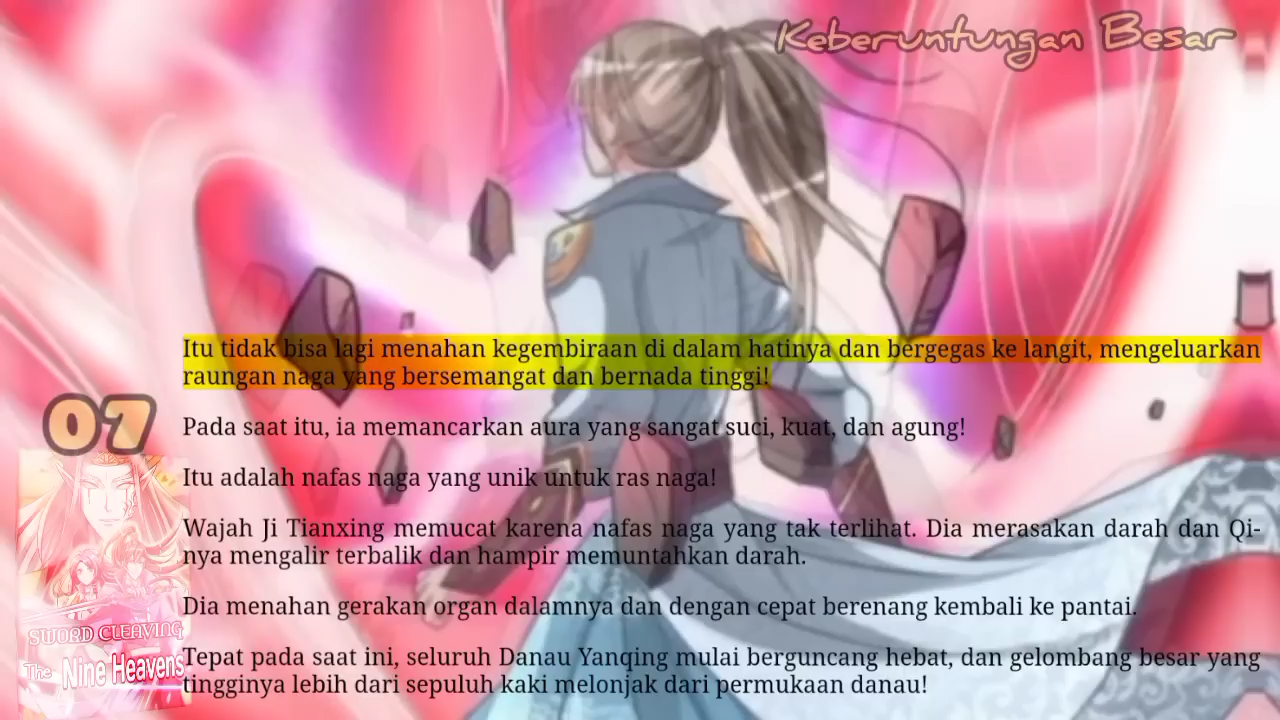 Keberuntungan Besar
Itu tidak bisa lagi menahan kegembiraan di dalam hatinya dan bergegas ke langit, mengeluarkan
raungan naga yang bersemangat dan bernada tinggi!
Pada saat itu, ia memancarkan aura yang sangat suci, kuat, dan agung!
Itu adalah nafas naga yang unik untuk ras naga!
Wajah Ji Tianxing memucat karena nafas naga yang tak terlihat. Dia merasakan darah dan Qi-
nya mengalir terbalik dan hampir memuntahkan darah.
Dia menahan gerakan organ dalamnya dan dengan cepat berenang kembali ke pantai.
Tepat pada saat ini, seluruh Danau Yanqing mulai berguncang hebat, dan gelombang besar yang
tingginya lebih dari sepuluh kaki melonjak dari permukaan danau!
07
SWORD CLEAVING
The Nine Heavens